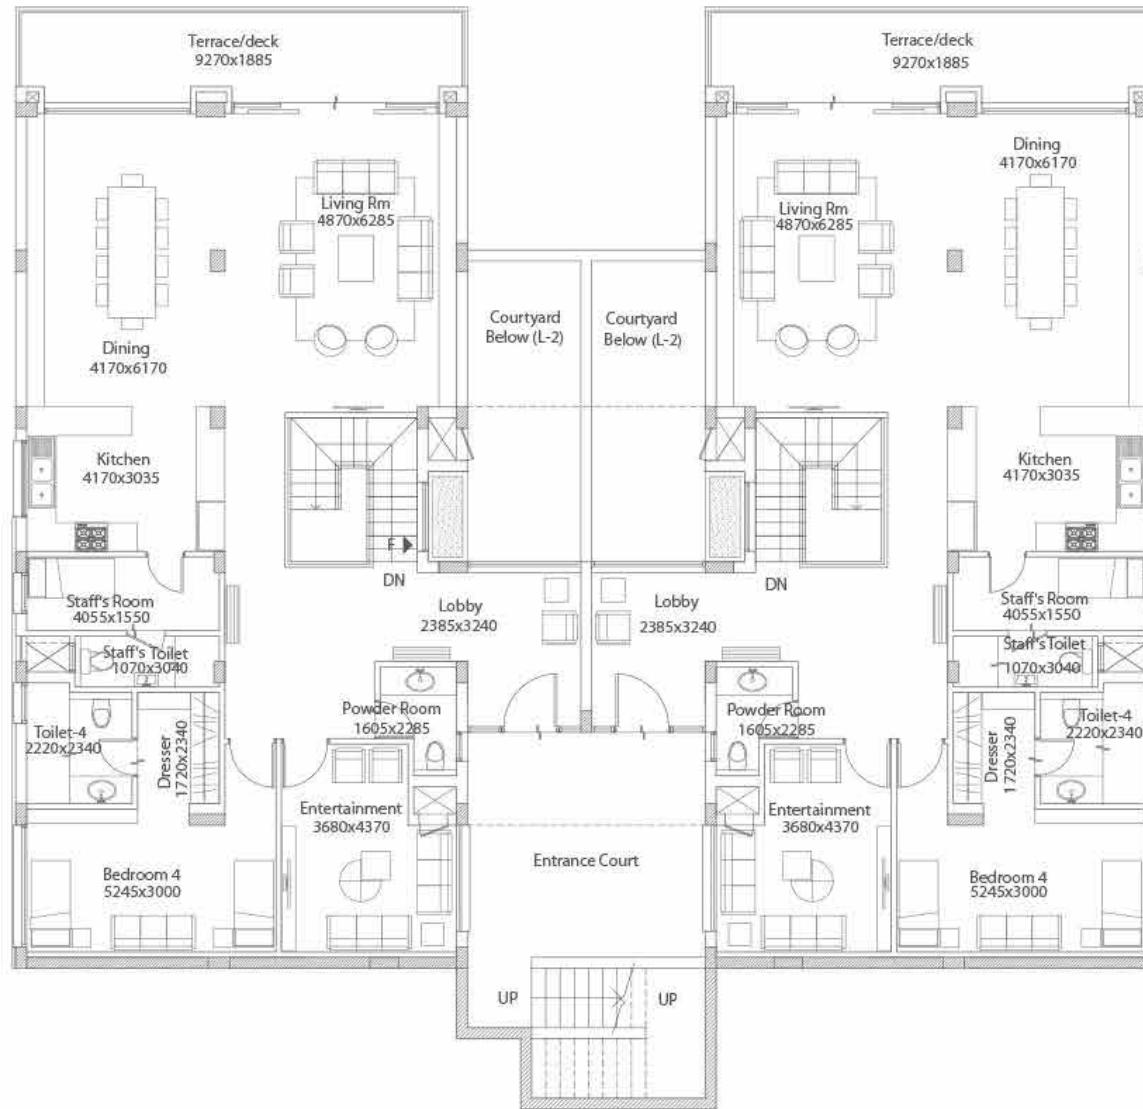 Terrace/deck
9270x1885
Terrace/deck
9270x1885
Dining
4170x6170
Living Rm
4870x6285
Living Rm
4870x6285
Courtyard
Below (L-2)
Courtyard
Below (L-2)
Dining
4170x6170
Kitchen
4170x3035
Kitchen
4170x3035
F
DN
DN
Staff's Room
4055x1550
Lobby
2385x3240
Lobby
2385x3240
Staff's Room
4055x1550
Staff's Toilet
1070x3040
Staff's Toilet
1070x3040
Powder Room
1605x2285
Powder Room
1605x2285
Toilet-4
2220x2340
Dresser
1720x2340
Dresser
1720x2340
Toilet-4
2220x2340
Entertainment
3680x4370
Entertainment
3680x4370
Entrance Court
Bedroom 4
5245x3000
Bedroom 4
5245x3000
UP
UP